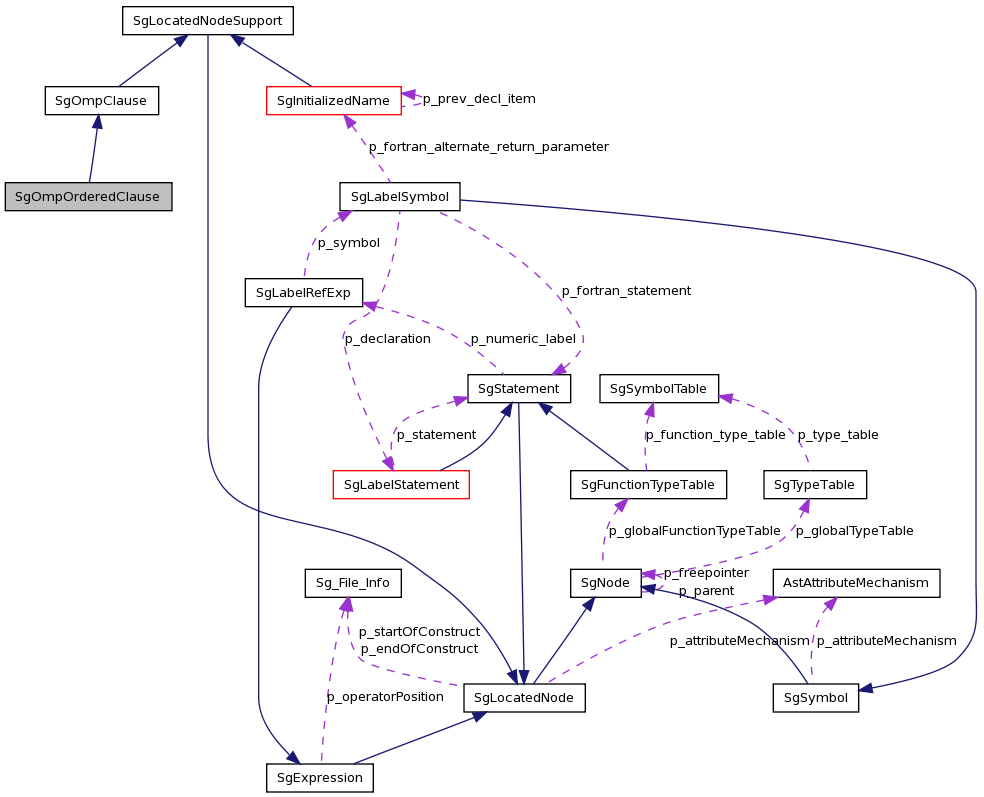 SgLocatedNodeSupport
SgOmpClause
SgInitializedName
p_prev_decl_item
p_fortran_alternate_return_parameter
SgOmpOrderedClause
SgLabelSymbol
p_symbol
SgLabelRefExp
p_fortran_statement
p_declaration
p_numeric_label
SgStatement
SgSymbolTable
p_statement
p_function_type_table
p_type_table
SgLabelStatement
SgFunctionTypeTable
SgTypeTable
p_globalFunctionTypeTable
p_globalTypeTable
Sg_File_Info
SgNode
p_freepointer
p_parent
AstAttributeMechanism
p_startOfConstruct
p_endOfConstruct
p_attributeMechanism
p_attributeMechanism
p_operatorPosition
SgLocatedNode
SgSymbol
SgExpression